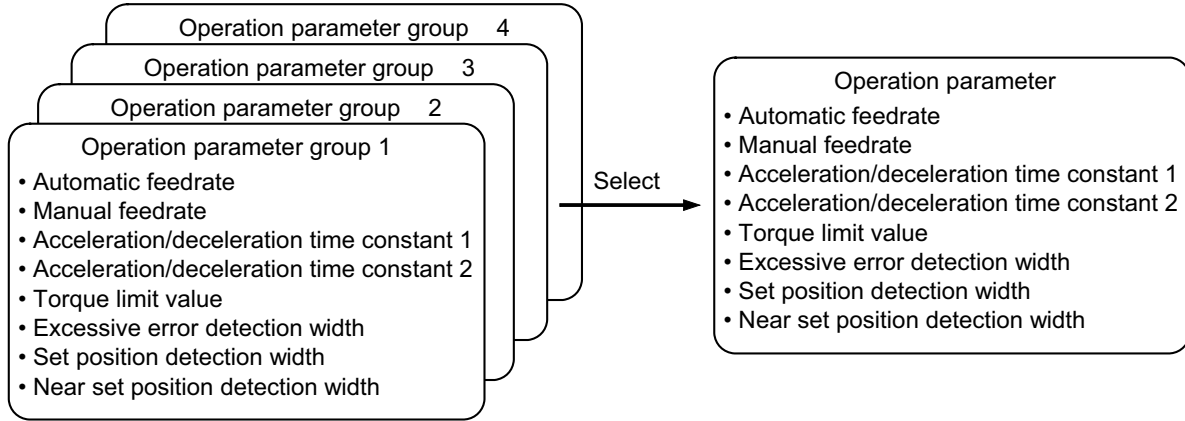 Operation parameter group 4
Operation parameter group 3
Operation parameter group 2
Operation parameter group 1
• Automatic feedrate
• Manual feedrate
• Acceleration/deceleration time constant 1
• Acceleration/deceleration time constant 2
• Torque limit value
• Excessive error detection width
• Set position detection width
• Near set position detection width
Select
Operation parameter
• Automatic feedrate
• Manual feedrate
• Acceleration/deceleration time constant 1
• Acceleration/deceleration time constant 2
• Torque limit value
• Excessive error detection width
• Set position detection width
• Near set position detection width